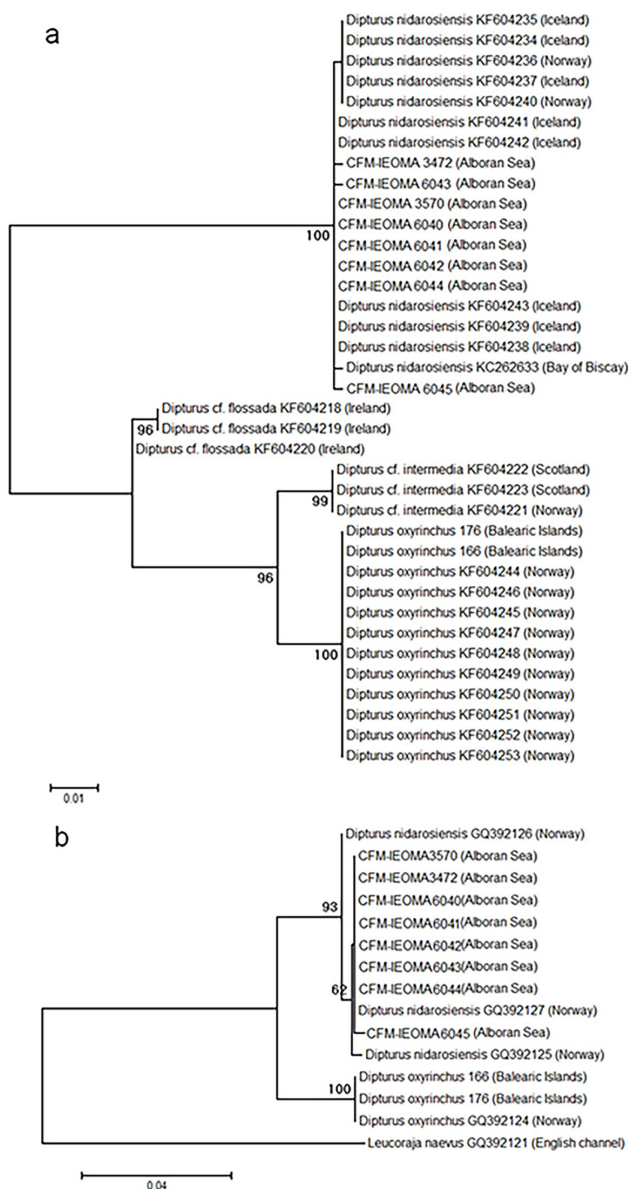 a
Dipturus nidarosiensis KF604235 (Iceland)
Dipturus nidarosiensis KF604234 (Iceland)
Dipturus nidarosiensis KF604236 (Norway)
Dipturus nidarosiensis KF604237 (Iceland)
Dipturus nidarosiensis KF604240 (Norway)
Dipturus nidarosiensis KF604241 (Iceland)
Dipturus nidarosiensis KF604242 (Iceland)
CFM-IEOMA 3472 (Alboran Sea)
CFM-IEOMA 6043 (Alboran Sea)
CFM-IEOMA 3570 (Alboran Sea)
CFM-IEOMA 6040 (Alboran Sea)
100
CFM-IEOMA 6041 (Alboran Sea)
CFM-IEOMA 6042 (Alboran Sea)
CFM-IEOMA 6044 (Alboran Sea)
Dipturus nidarosiensis KF604243 (Iceland)
Dipturus nidarosiensis KF604239 (Iceland)
Dipturus nidarosiensis KF604238 (Iceland)
Dipturus nidarosiensis KC262633 (Bay of Biscay)
CFM-IEOMA 6045 (Alboran Sea)
Dipturus cf. flossada KF604218 (Ireland)
96
Dipturus cf. flossada KF604219 (Ireland)
Dipturus cf. flossada KF604220 (Ireland)
Dipturus cf. intermedia KF604222 (Scotland)
Dipturus cf. intermedia KF604223 (Scotland)
99
Dipturus cf. intermedia KF604221 (Norway)
Dipturus oxyrinchus 176 (Balearic Islands)
Dipturus oxyrinchus 166 (Balearic Islands)
96
Dipturus oxyrinchus KF604244 (Norway)
Dipturus oxyrinchus KF604246 (Norway)
Dipturus oxyrinchus KF604245 (Norway)
Dipturus oxyrinchus KF604247 (Norway)
100
Dipturus oxyrinchus KF604248 (Norway)
Dipturus oxyrinchus KF604249 (Norway)
Dipturus oxyrinchus KF604250 (Norway)
Dipturus oxyrinchus KF604251 (Norway)
Dipturus oxyrinchus KF604252 (Norway)
Dipturus oxyrinchus KF604253 (Norway)
0.01
b
Dipturus nidarosiensis GQ392126 (Norway)
CFM-IEOMA3570 (Alboran Sea)
CFM-IEOMA3472 (Alboran Sea)
CFM-IEOMA6040(Alboran Sea)
93
CFM-IEOMA6041(Alboran Sea)
CFM-IEOMA6042(Alboran Sea)
CFM-IEOMA6043(Alboran Sea)
62
CFM-IEOMA6044(Alboran Sea)
Dipturus nidarosiensis GQ392127 (Norway)
CFM-IEOMA6045 (Alboran Sea)
Dipturus nidarosiensis GQ392125 (Norway)
Dipturus oxyrinchus 166 (Balearic Islands)
100
Dipturus oxyrinchus 176 (Balearic Islands)
Dipturus oxyrinchus GQ392124 (Norway)
Leucoraja naevus GQ392121 (English channel)
0.04